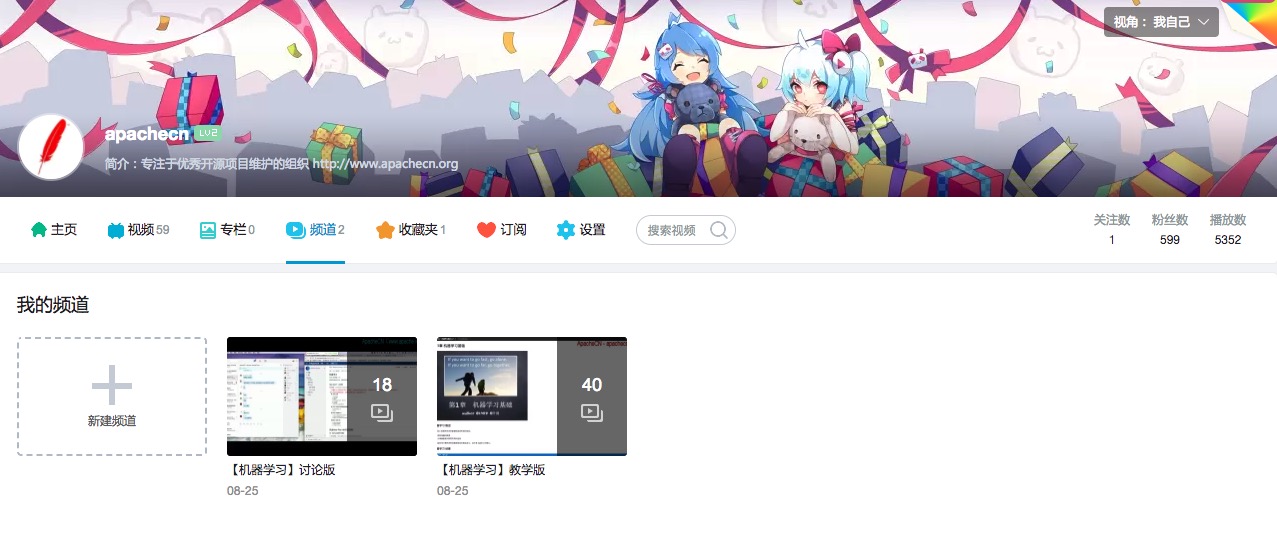 视角： 我自己
apachecn LV2
简介：专注于优秀开源项目维护的组织 http://www.apachecn.org
主页 视频 59 专栏 0 频道 2 收藏夹 1 订阅 设置 搜索视频
关注数 粉丝数 播放数
1 599 5352
我的频道
新建频道
18
【机器学习】讨论版
08-25
If you want to go fast, go alone
If you want to go far, go together
第1章 机器学习基础
40
【机器学习】教学版
08-25